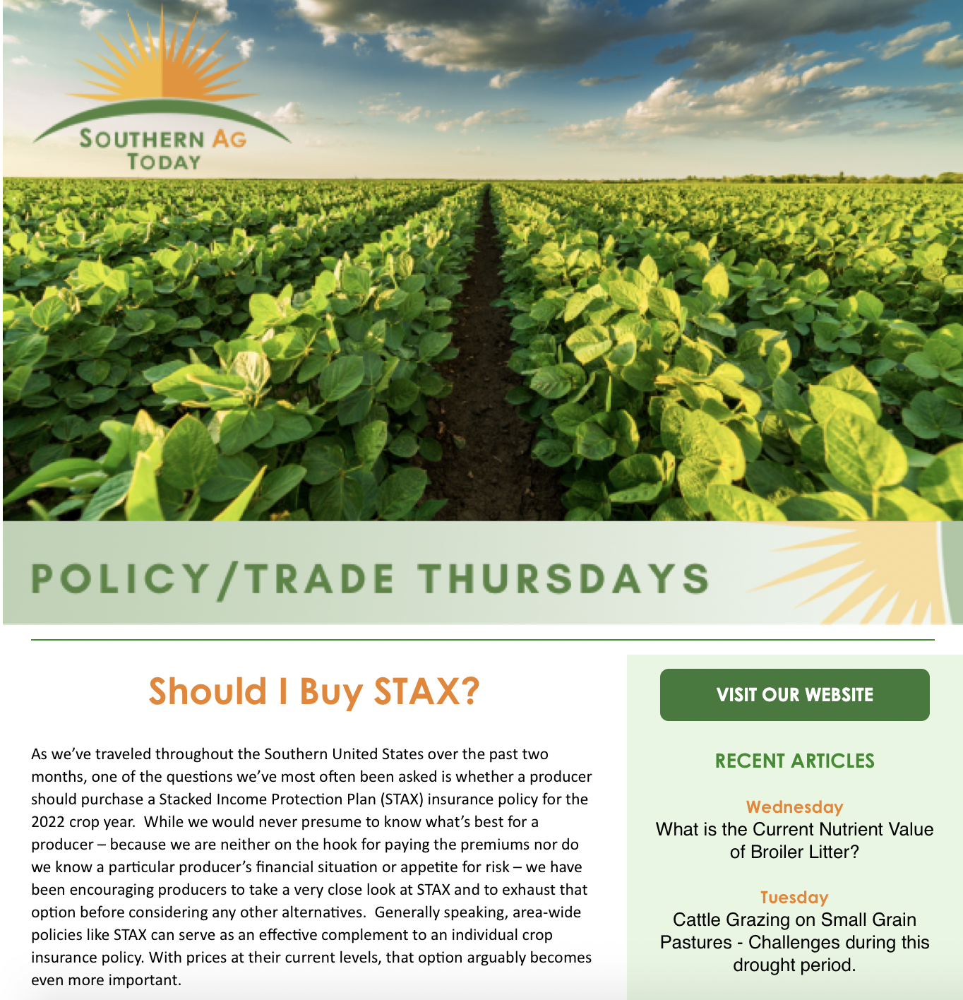 SOUTHERN AG
TODAY
POLICY/TRADE THURSDAYS
Should I Buy STAX?
As we’ve traveled throughout the Southern United States over the past two
months, one of the questions we’ve most often been asked is whether a producer
should purchase a Stacked Income Protection Plan (STAX) insurance policy for the
2022 crop year.  While we would never presume to know what’s best for a
producer – because we are neither on the hook for paying the premiums nor do
we know a particular producer’s financial situation or appetite for risk – we have
been encouraging producers to take a very close look at STAX and to exhaust that
option before considering any other alternatives.  Generally speaking, area-wide
policies like STAX can serve as an effective complement to an individual crop
insurance policy. With prices at their current levels, that option arguably becomes
even more important.
VISIT OUR WEBSITE
RECENT ARTICLES
Wednesday
What is the Current Nutrient Value
of Broiler Litter?
Tuesday
Cattle Grazing on Small Grain
Pastures - Challenges during this
drought period.